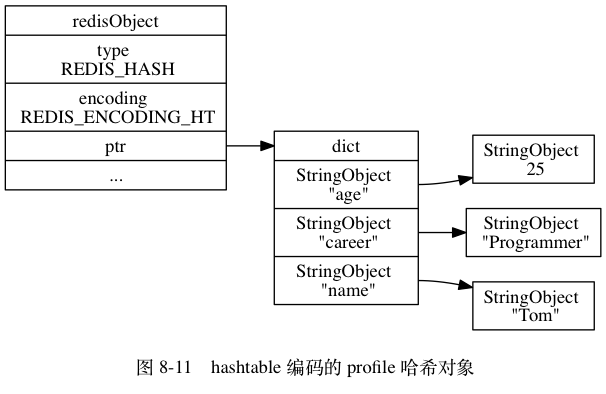 redisObject
type
REDIS_HASH
encoding
REDIS_ENCODING_HT
ptr
...
dict
StringObject
"age"
StringObject
"career"
StringObject
"name"
StringObject
25
StringObject
"Programmer"
StringObject
"Tom"
图 8-11 hashtable 编码的 profile 哈希对象